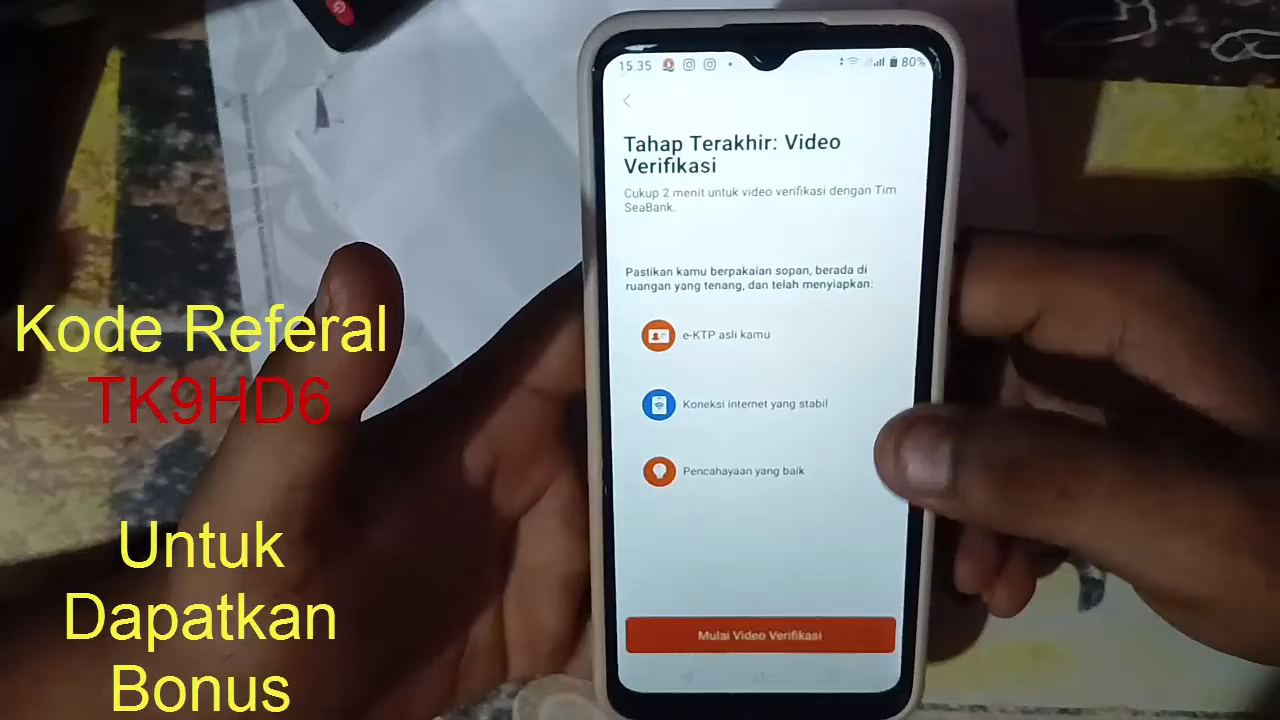 15.35
80%
Tahap Terakhir: Video
Verifikasi
Cukup 2 menit untuk video verifikasi dengan Tim
SeaBank.
Pastikan kamu berpakaian sopan, berada di
ruangan yang tenang, dan telah menyiapkan:
e-KTP asli kamu
Koneksi internet yang stabil
Pencahayaan yang baik
Mulai Video Verifikasi
Kode Referal
TK9HD6
Untuk
Dapatkan
Bonus